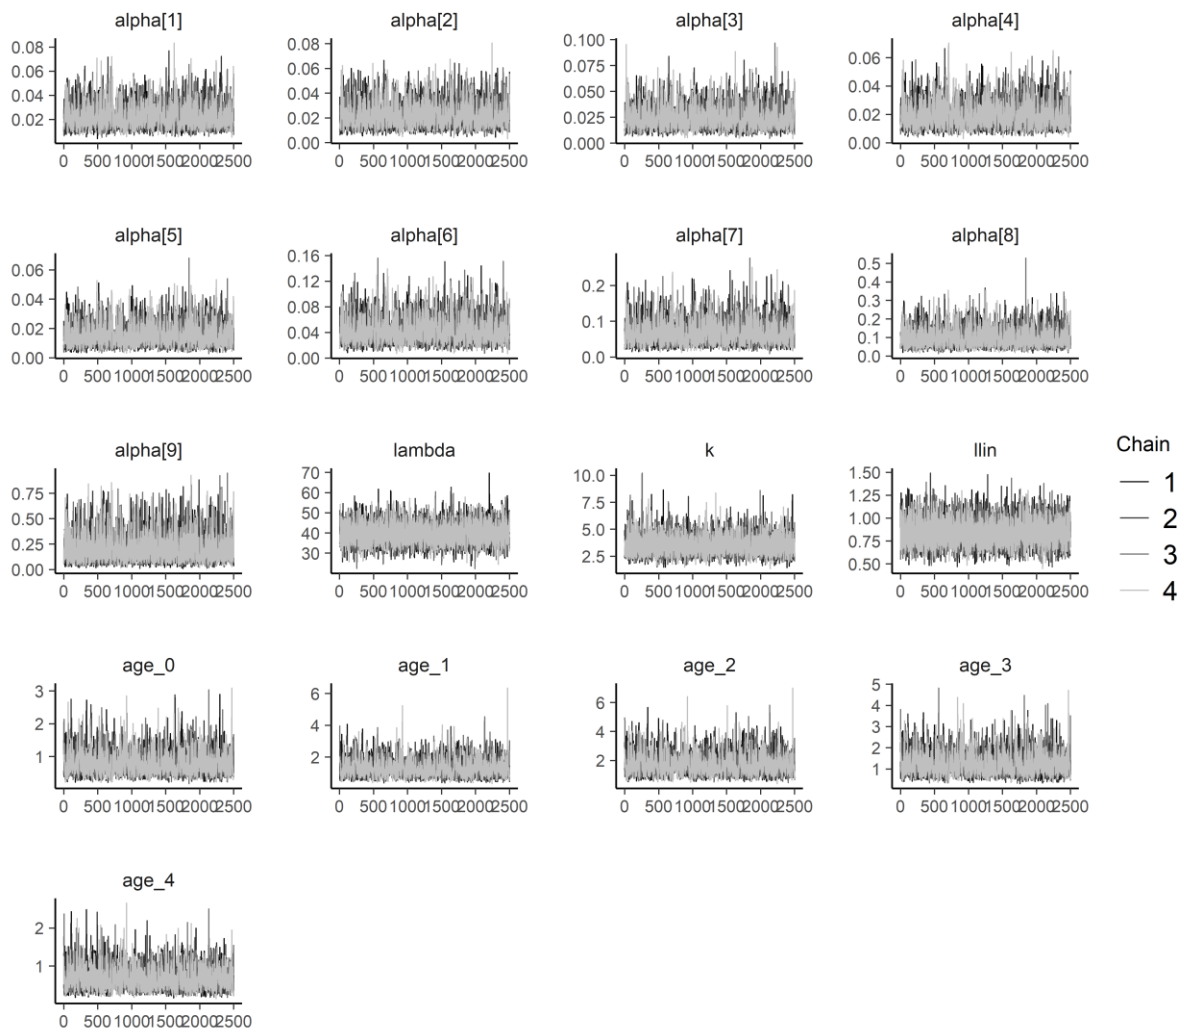 alpha[1] alpha[2] alpha[3] alpha[4]
0.08 0.08 0.100
0.06 0.06 0.075 0.06
0.04 0.04 0.050 0.04
0.02 0.02 0.025 0.02
0.00 0.000 0.00
0 500 1000 1500 2000 2500 0 500 1000 1500 2000 2500 0 500 1000 1500 2000 2500 0 500 1000 1500 2000 2500
alpha[5] alpha[6] alpha[7] alpha[8]
0.06 0.16 0.2 0.5
0.04 0.12 0.1 0.4
0.02 0.08 0.0 0.3
0.00 0.04 0.2
0.00 0.1
0.0
0 500 1000 1500 2000 2500 0 500 1000 1500 2000 2500 0 500 1000 1500 2000 2500 0 500 1000 1500 2000 2500
alpha[9] lambda k llin
0.75 70 10.0 1.50
0.50 60 7.5 1.25
0.25 50 5.0 1.00
0.00 40 2.5 0.75
30 0.50
0 500 1000 1500 2000 2500 0 500 1000 1500 2000 2500 0 500 1000 1500 2000 2500 0 500 1000 1500 2000 2500
Chain
1
2
3
4
age_0 age_1 age_2 age_3
3 6 6 5
2 4 4 4
1 2 2 3
2
1
0 500 1000 1500 2000 2500 0 500 1000 1500 2000 2500 0 500 1000 1500 2000 2500 0 500 1000 1500 2000 2500
age_4
2
1
0 500 1000 1500 2000 2500